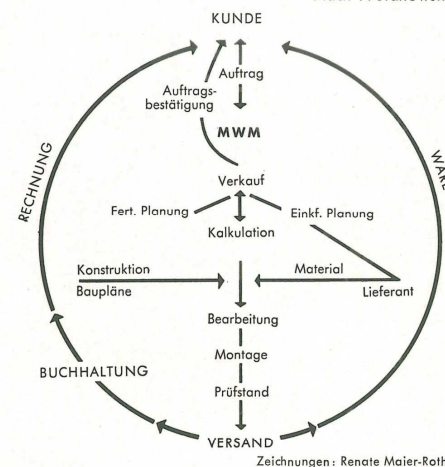 KUNDE
Auftrag
Auftrags-
bestätigung
MWM
RECHNUNG
Verkauf
Fert. Planung
Einkf. Planung
Kalkulation
Konstruktion
Baupläne
Material
Lieferant
Bearbeitung
Montage
Prüfstand
BUCHHALTUNG
VERSAND
Zeichnungen: Renate Maier-Roth